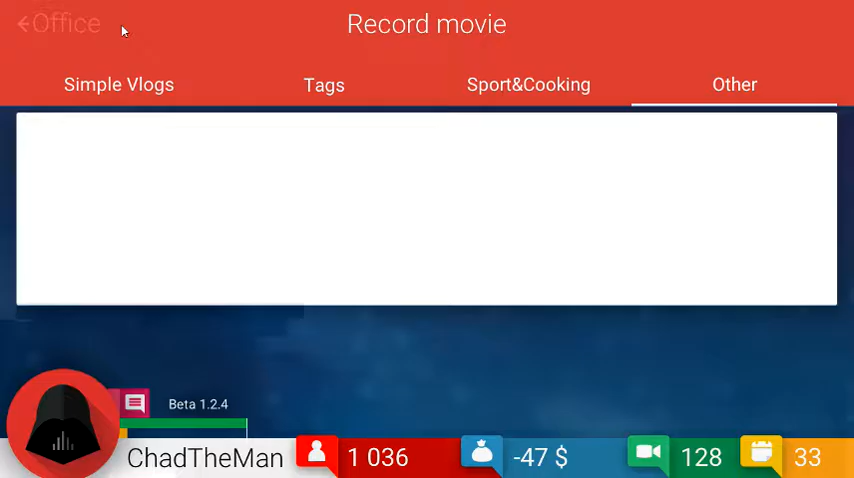 ←Office
Record movie
Simple Vlogs
Tags
Sport&Cooking
Other
Beta 1.2.4
ChadTheMan
1 036
-47 $
128
33